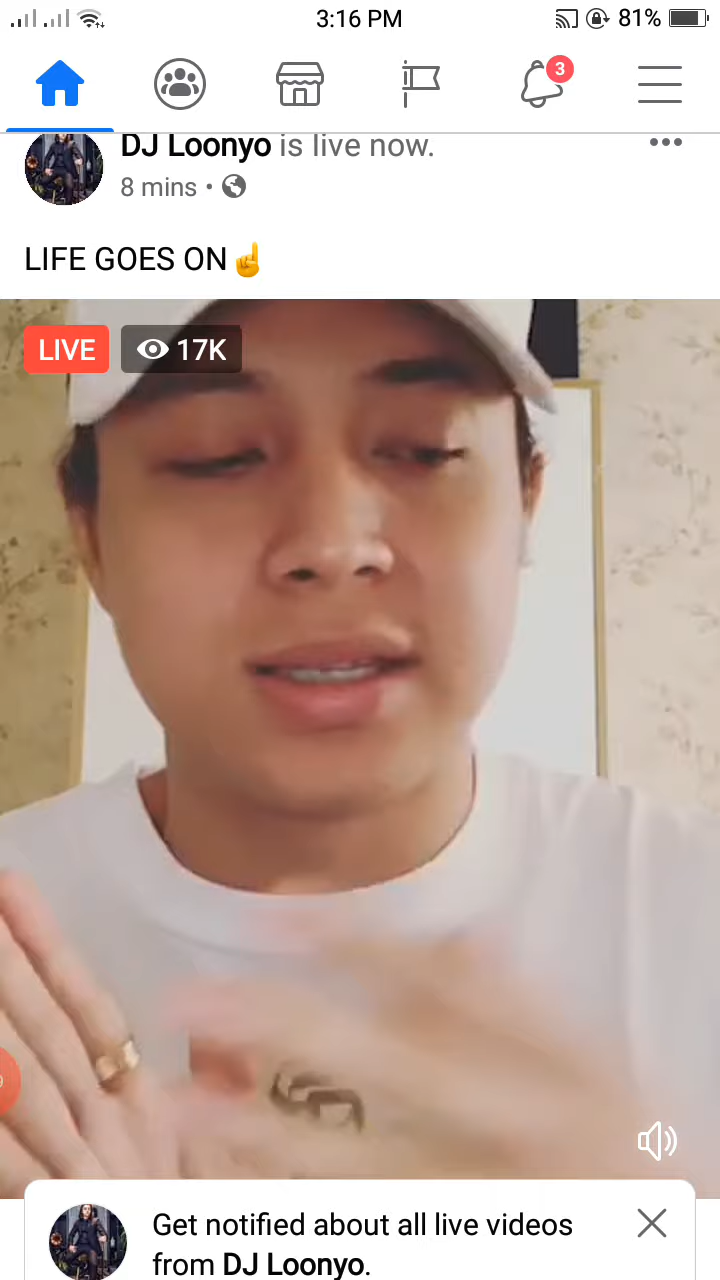 3:16 PM
81%
3
DJ Loonyo is live now.
8 mins •
LIFE GOES ON☝️
LIVE 17K
Get notified about all live videos
from DJ Loonyo.